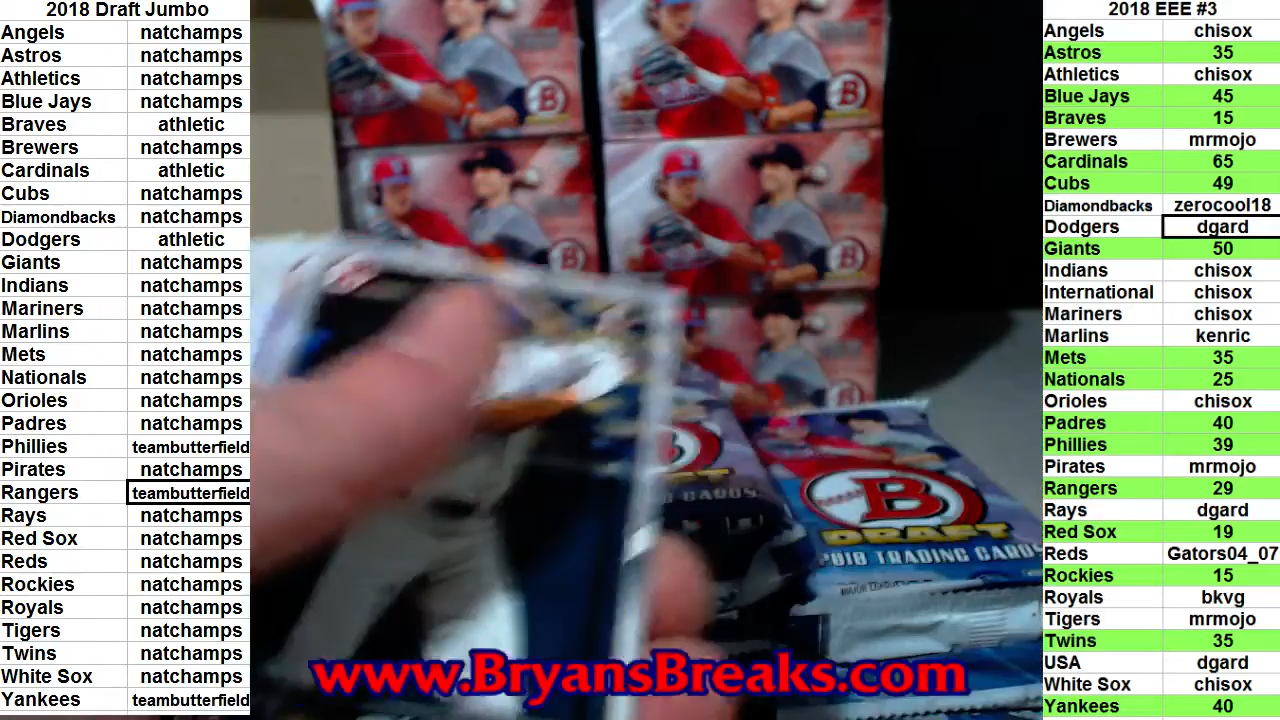 2018 Draft Jumbo
Angels natchamps
Astros natchamps
Athletics natchamps
Blue Jays natchamps
Braves athletic
Brewers natchamps
Cardinals athletic
Cubs natchamps
Diamondbacks natchamps
Dodgers athletic
Giants natchamps
Indians natchamps
Mariners natchamps
Marlins natchamps
Mets natchamps
Nationals natchamps
Orioles natchamps
Padres natchamps
Phillies teambutterfield
Pirates natchamps
Rangers teambutterfield
Rays natchamps
Red Sox natchamps
Reds natchamps
Rockies natchamps
Royals natchamps
Tigers natchamps
Twins natchamps
White Sox natchamps
Yankees teambutterfield
B
B
B
B
CARDS
B
DRAFT
2018 TRADING CARDS
www.BryansBreaks.com
2018 EEE #3
Angels chisox
Astros 35
Athletics chisox
Blue Jays 45
Braves 15
Brewers mrmojo
Cardinals 65
Cubs 49
Diamondbacks zerocool18
Dodgers dgard
Giants 50
Indians chisox
International chisox
Mariners chisox
Marlins kenric
Mets 35
Nationals 25
Orioles chisox
Padres 40
Phillies 39
Pirates mrmojo
Rangers 29
Rays dgard
Red Sox 19
Reds Gators04_07
Rockies 15
Royals bkvg
Tigers mrmojo
Twins 35
USA dgard
White Sox chisox
Yankees 40